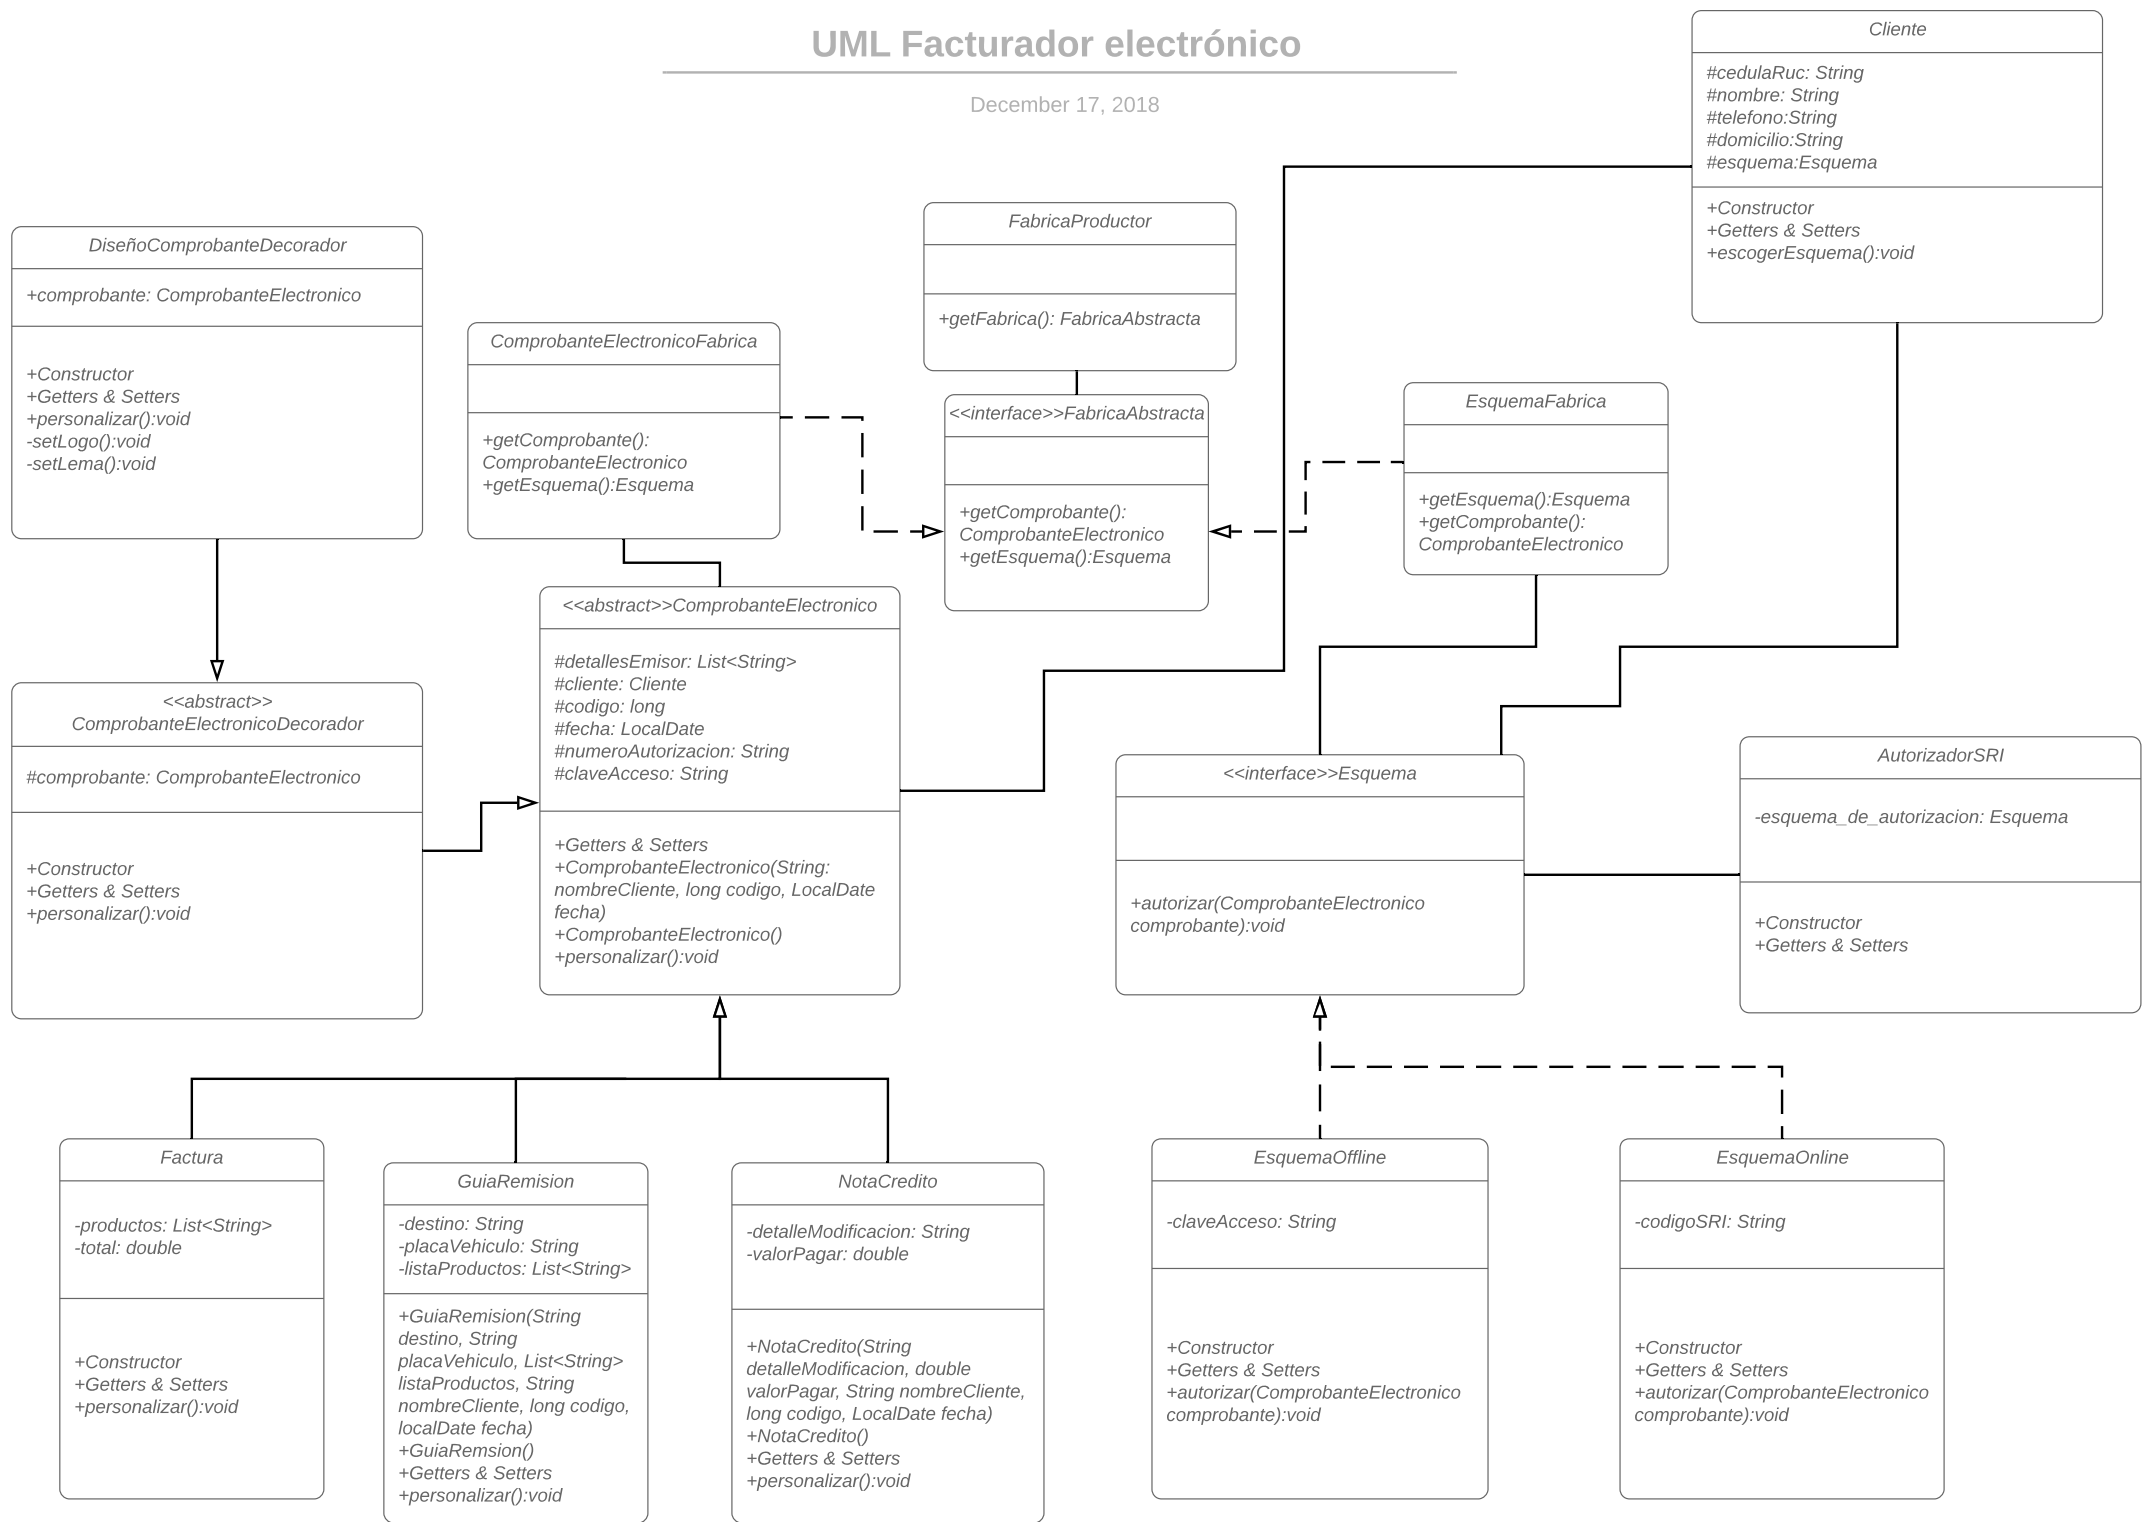 UML Facturador electrónico
December 17, 2018
Cliente
#cedulaRuc: String
#nombre: String
#telefono:String
#domicilio:String
#esquema:Esquema
+Constructor
+Getters & Setters
+escogerEsquema():void
FabricaProductor
+getFabrica(): FabricaAbstracta
DiseñoComprobanteDecorador
+comprobante: ComprobanteElectronico
+Constructor
+Getters & Setters
+personalizar():void
-setLogo():void
-setLema():void
ComprobanteElectronicoFabrica
+getComprobante():
ComprobanteElectronico
+getEsquema():Esquema
<<interface>>FabricaAbstracta
+getComprobante():
ComprobanteElectronico
+getEsquema():Esquema
EsquemaFabrica
+getEsquema():Esquema
+getComprobante():
ComprobanteElectronico
<<abstract>>ComprobanteElectronico
#detallesEmisor: List<String>
#cliente: Cliente
#codigo: long
#fecha: LocalDate
#numeroAutorizacion: String
#claveAcceso: String
+Getters & Setters
+ComprobanteElectronico(String:
nombreCliente, long codigo, LocalDate
fecha)
+ComprobanteElectronico()
+personalizar():void
<<abstract>>
ComprobanteElectronicoDecorador
#comprobante: ComprobanteElectronico
+Constructor
+Getters & Setters
+personalizar():void
<<interface>>Esquema
+autorizar(ComprobanteElectronico
comprobante):void
AutorizadorSRI
-esquema_de_autorizacion: Esquema
+Constructor
+Getters & Setters
Factura
-productos: List<String>
-total: double
+Constructor
+Getters & Setters
+personalizar():void
GuiaRemision
-destino: String
-placaVehiculo: String
-listaProductos: List<String>
+GuiaRemision(String
destino, String
placaVehiculo, List<String>
listaProductos, String
nombreCliente, long codigo,
localDate fecha)
+GuiaRemsion()
+Getters & Setters
+personalizar():void
NotaCredito
-detalleModificacion: String
-valorPagar: double
+NotaCredito(String
detalleModificacion, double
valorPagar, String nombreCliente,
long codigo, LocalDate fecha)
+NotaCredito()
+Getters & Setters
+personalizar():void
EsquemaOffline
-claveAcceso: String
+Constructor
+Getters & Setters
+autorizar(ComprobanteElectronico
comprobante):void
EsquemaOnline
-codigoSRI: String
+Constructor
+Getters & Setters
+autorizar(ComprobanteElectronico
comprobante):void